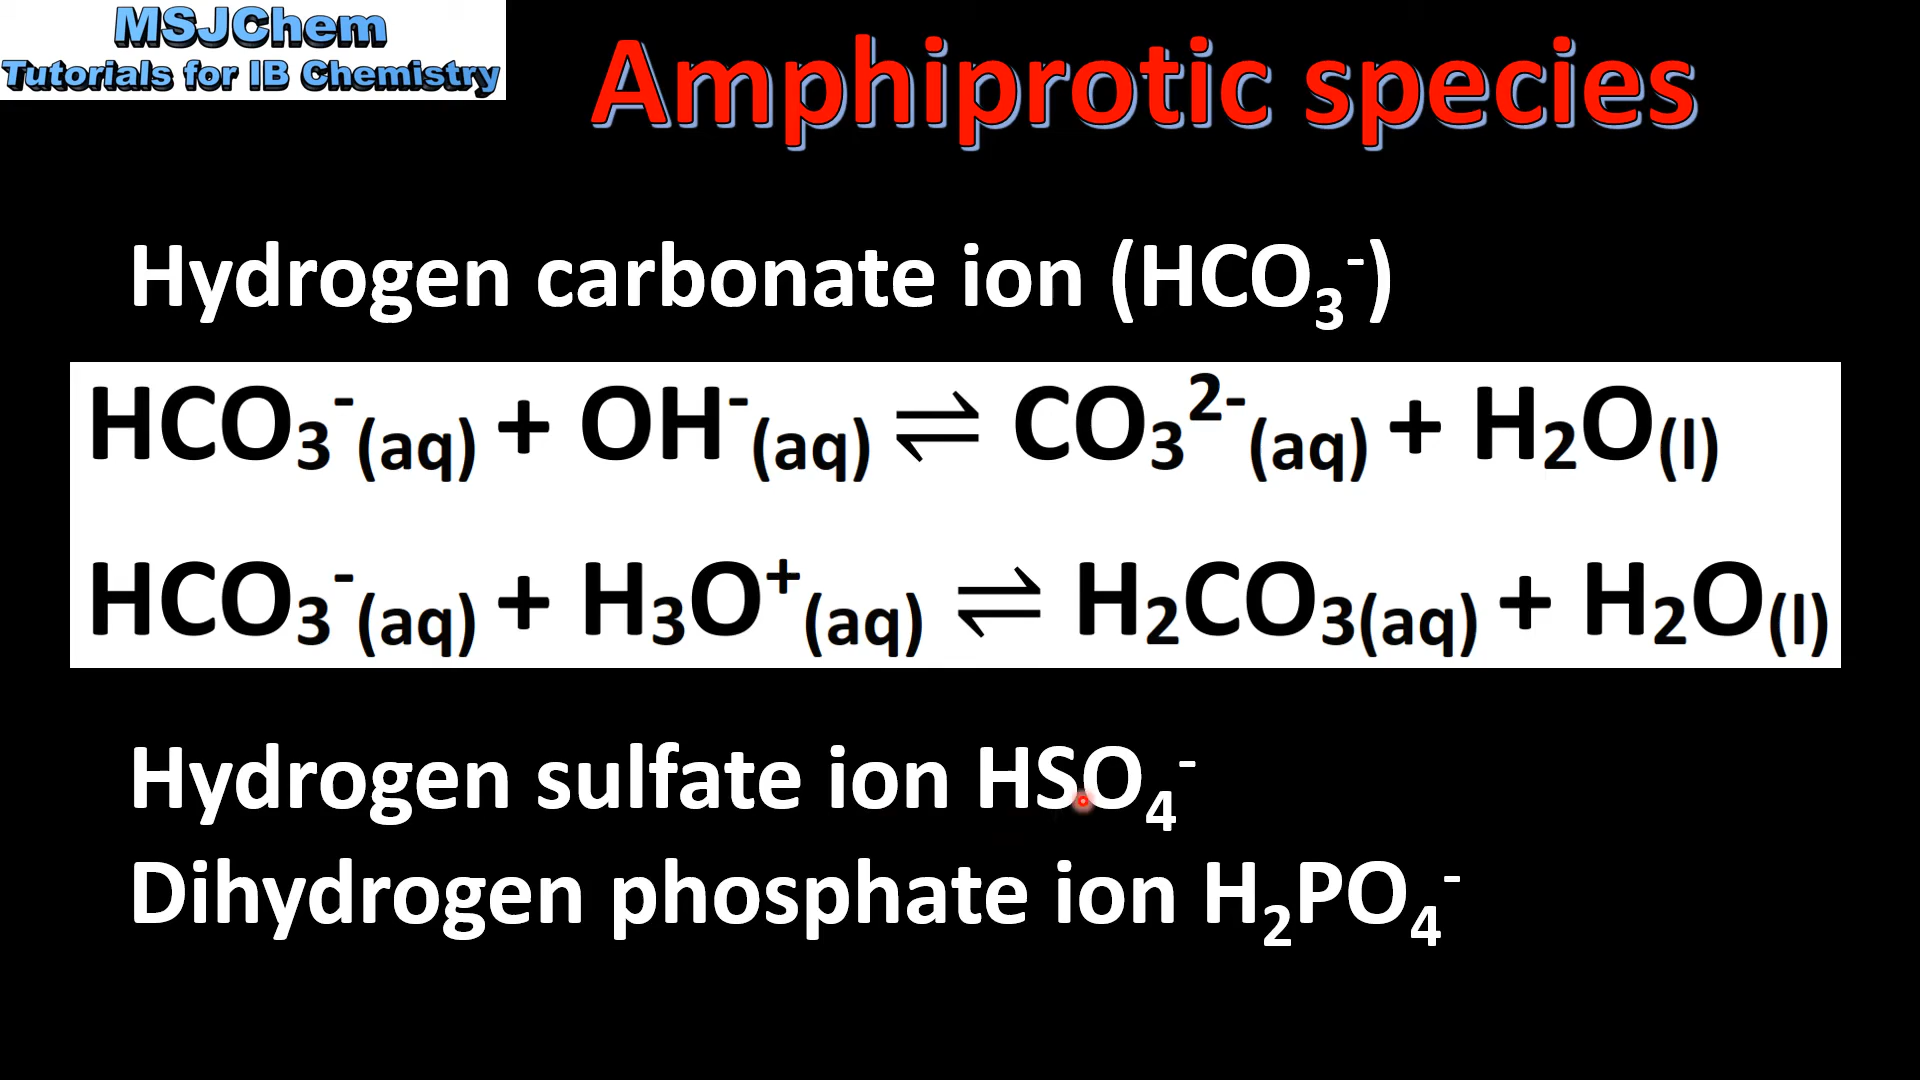 MSJChem
Tutorials for IB Chemistry
Amphiprotic species
Hydrogen carbonate ion (HCO₃⁻)
HCO₃⁻(aq) + OH⁻(aq) ⇌ CO₃²⁻(aq) + H₂O(l)
HCO₃⁻(aq) + H₃O⁺(aq) ⇌ H₂CO₃(aq) + H₂O(l)
Hydrogen sulfate ion HSO₄⁻
Dihydrogen phosphate ion H₂PO₄⁻